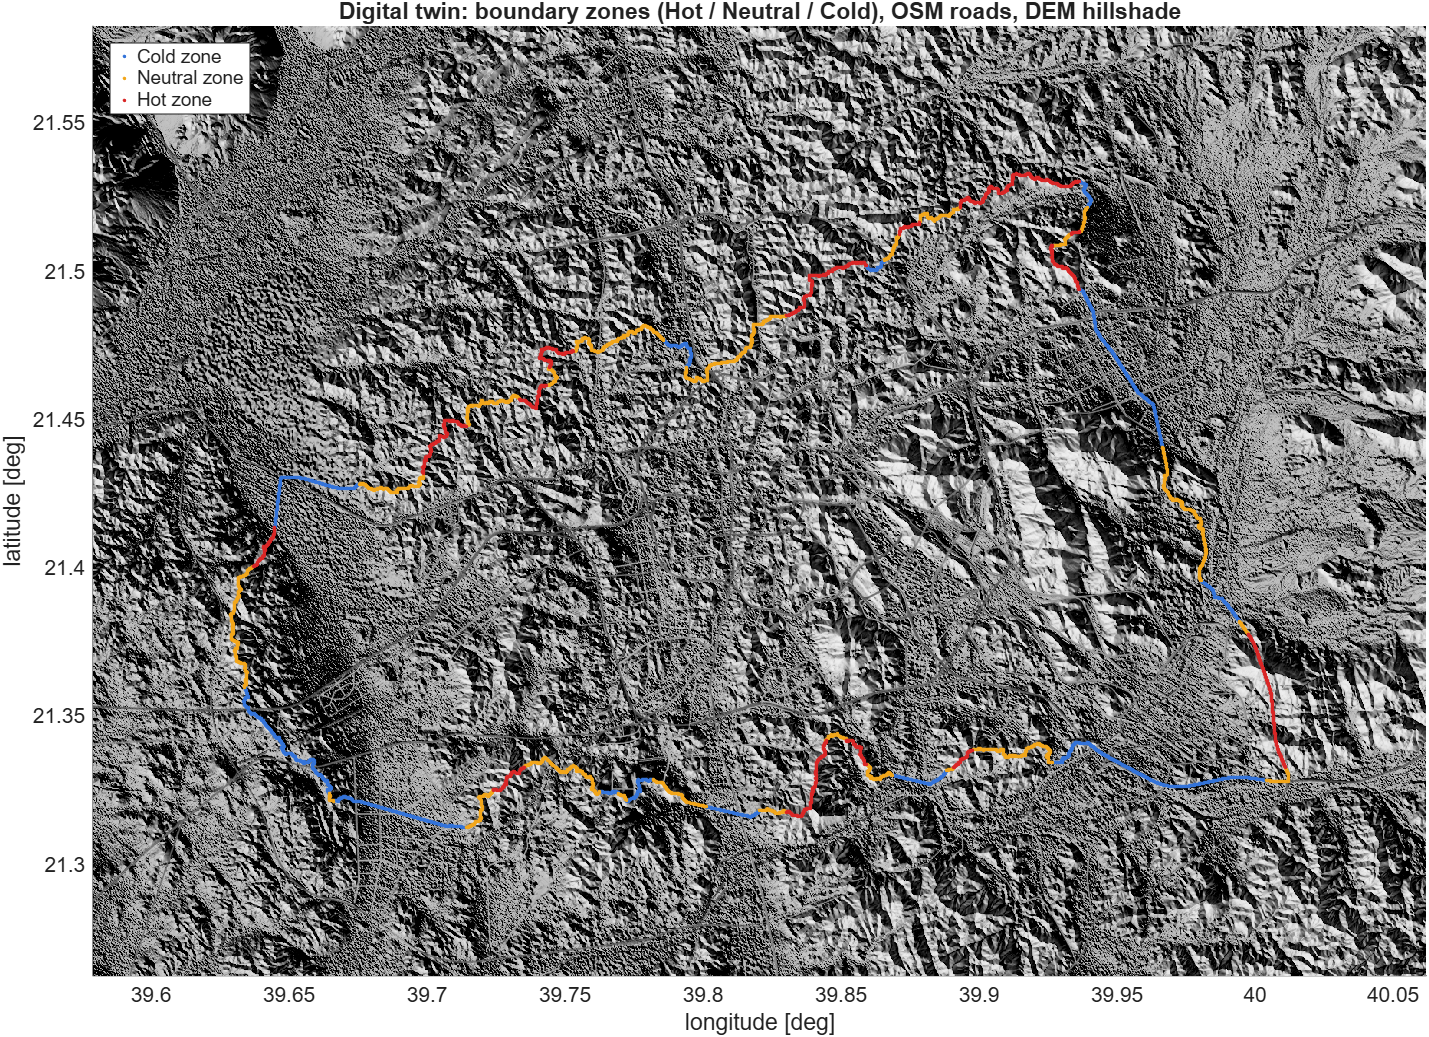 Digital twin: boundary zones (Hot / Neutral / Cold), OSM roads, DEM hillshade
Cold zone
Neutral zone
Hot zone
21.55
21.5
21.45
21.4
21.35
21.3
latitude [deg]
39.6 39.65 39.7 39.75 39.8 39.85 39.9 39.95 40 40.05
longitude [deg]